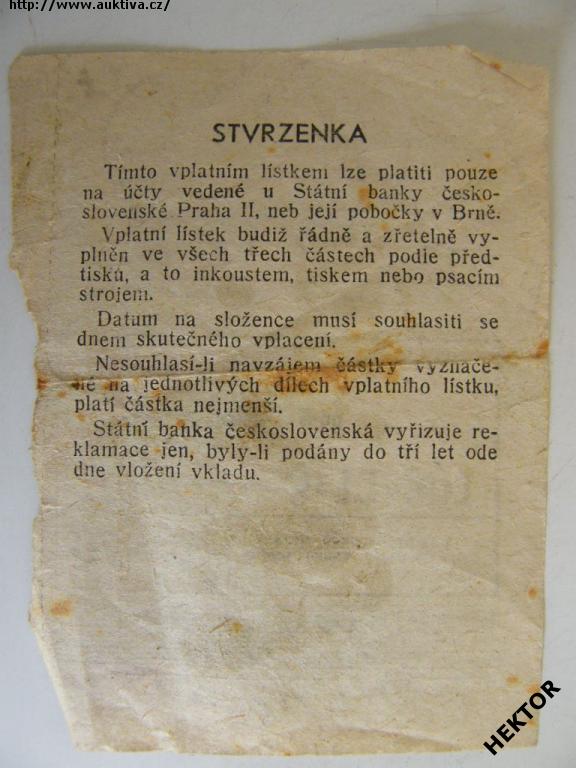 http://www.auktiva.cz/
STVRZENKA
Tímto vplatním lístkem lze platiti pouze
na účty vedené u Státní banky česko-
slovenské Praha II, neb její pobočky v Brně.
Vplatní lístek budiž řádně a zřetelně vy-
plněn ve všech třech částech podle před-
tisku, a to inkoustem, tiskem nebo psacím
strojem.
Datum na složence musí souhlasiti se
dnem skutečného vplacení.
Nesouhlasí-li navzájem částky vyznače-
né na jednotlivých dílech vplatního lístku,
platí částka nejmenší.
Státní banka československá vyřizuje re-
klamace jen, byly-li podány do tří let ode
dne vložení vkladu.
HEKTOR